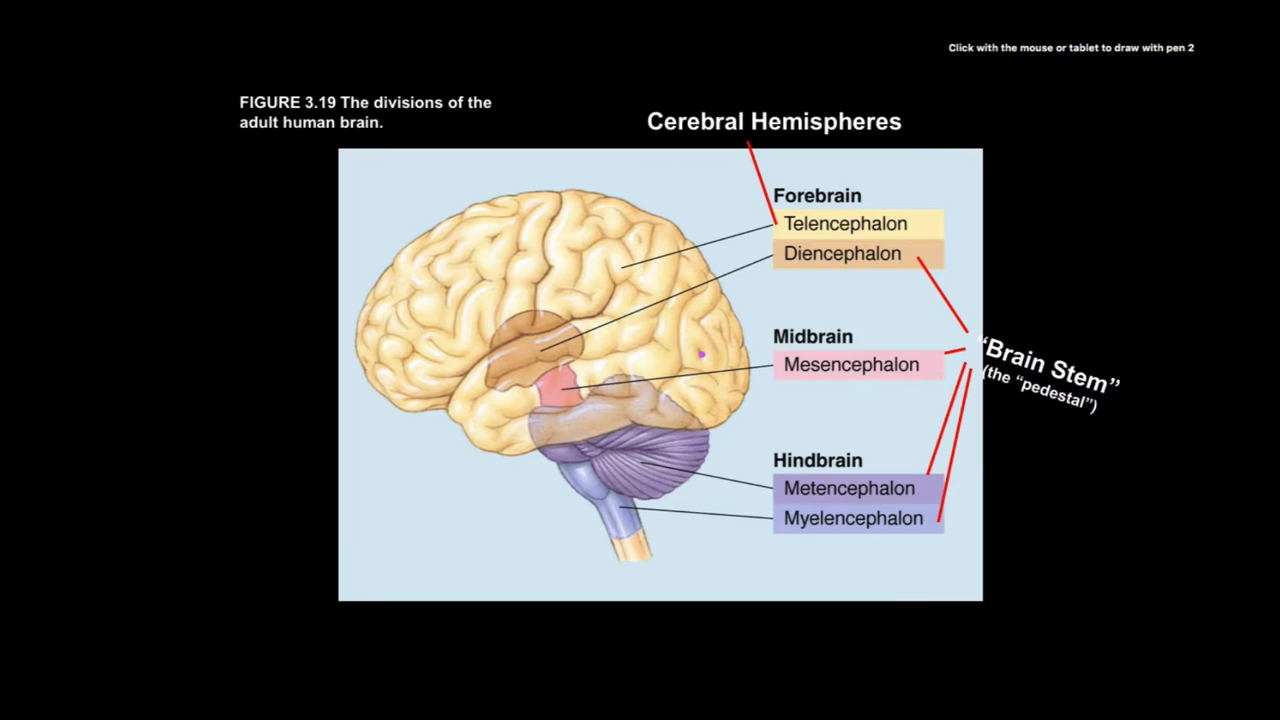 Click with the mouse or tablet to draw with pen 2
FIGURE 3.19 The divisions of the
adult human brain.
Cerebral Hemispheres
Forebrain
Telencephalon
Diencephalon
Midbrain
Mesencephalon
“Brain Stem”
(the “pedestal”)
Hindbrain
Metencephalon
Myelencephalon